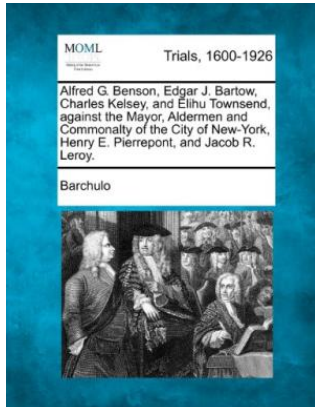 MOML
Trials, 1600-1926
Alfred G. Benson, Edgar J. Bartow,
Charles Kelsey, and Elihu Townsend,
against the Mayor, Aldermen and
Commonalty of the City of New-York,
Henry E. Pierrepont, and Jacob R.
Leroy.
Barchulo